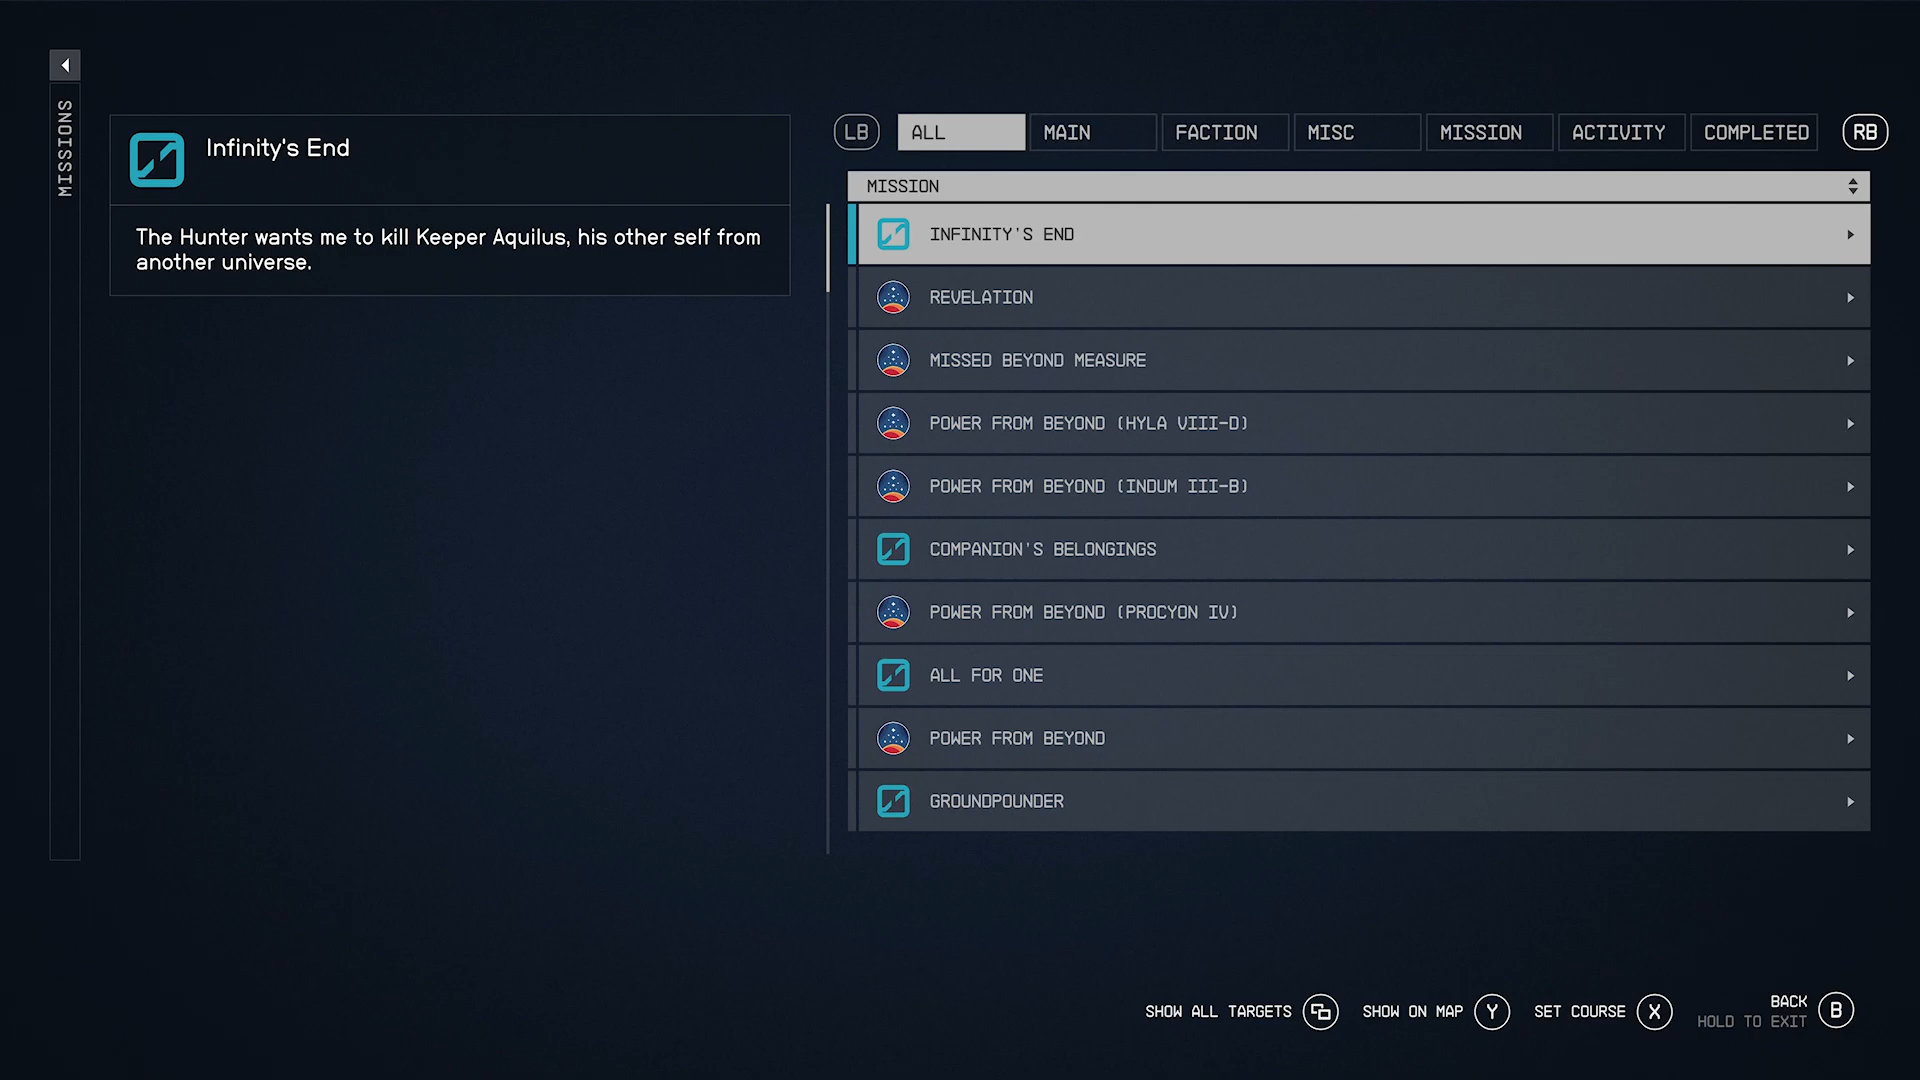 MISSIONS
Infinity's End
The Hunter wants me to kill Keeper Aquilus, his other self from
another universe.
LB ALL MAIN FACTION MISC MISSION ACTIVITY COMPLETED RB
MISSION
INFINITY'S END
REVELATION
MISSED BEYOND MEASURE
POWER FROM BEYOND (HYLA VIII-D)
POWER FROM BEYOND (INDUM III-B)
COMPANION'S BELONGINGS
POWER FROM BEYOND (PROCYON IV)
ALL FOR ONE
POWER FROM BEYOND
GROUNDPOUNDER
SHOW ALL TARGETS SHOW ON MAP Y SET COURSE X BACK B
HOLD TO EXIT